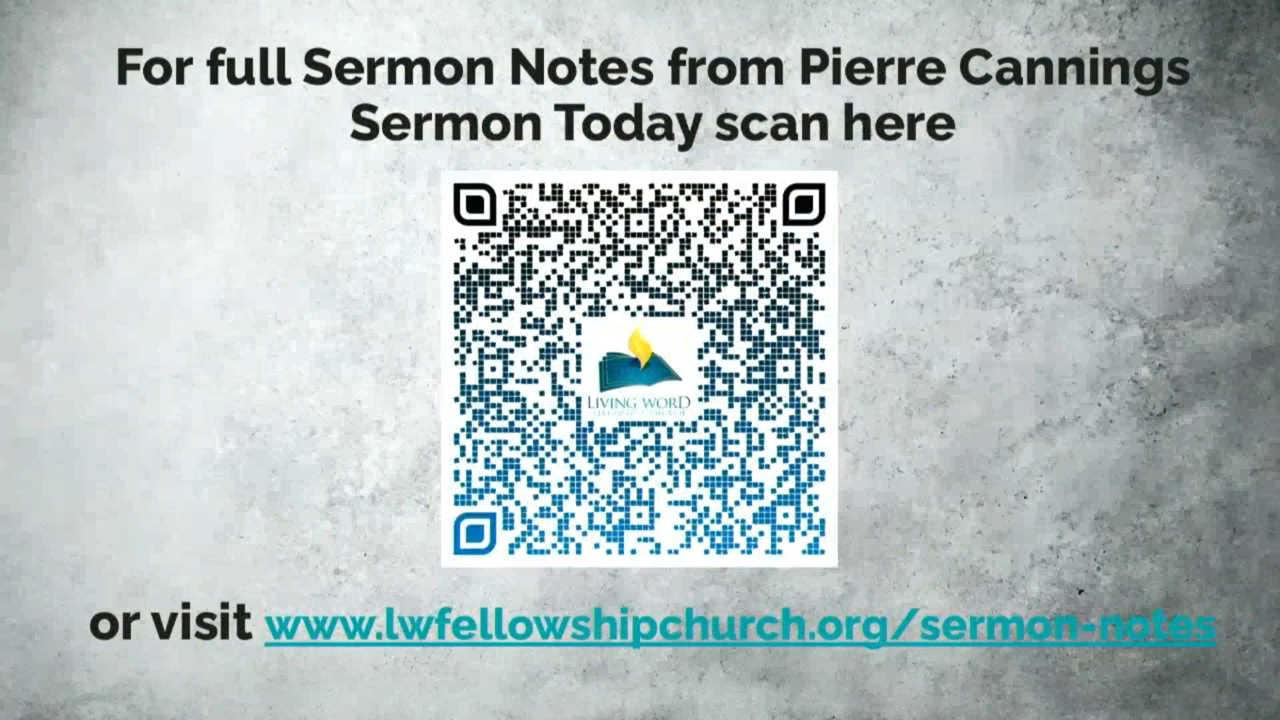 For full Sermon Notes from Pierre Cannings
Sermon Today scan here
LIVING WORD
or visit www.lwfellowshipchurch.org/sermon-notes